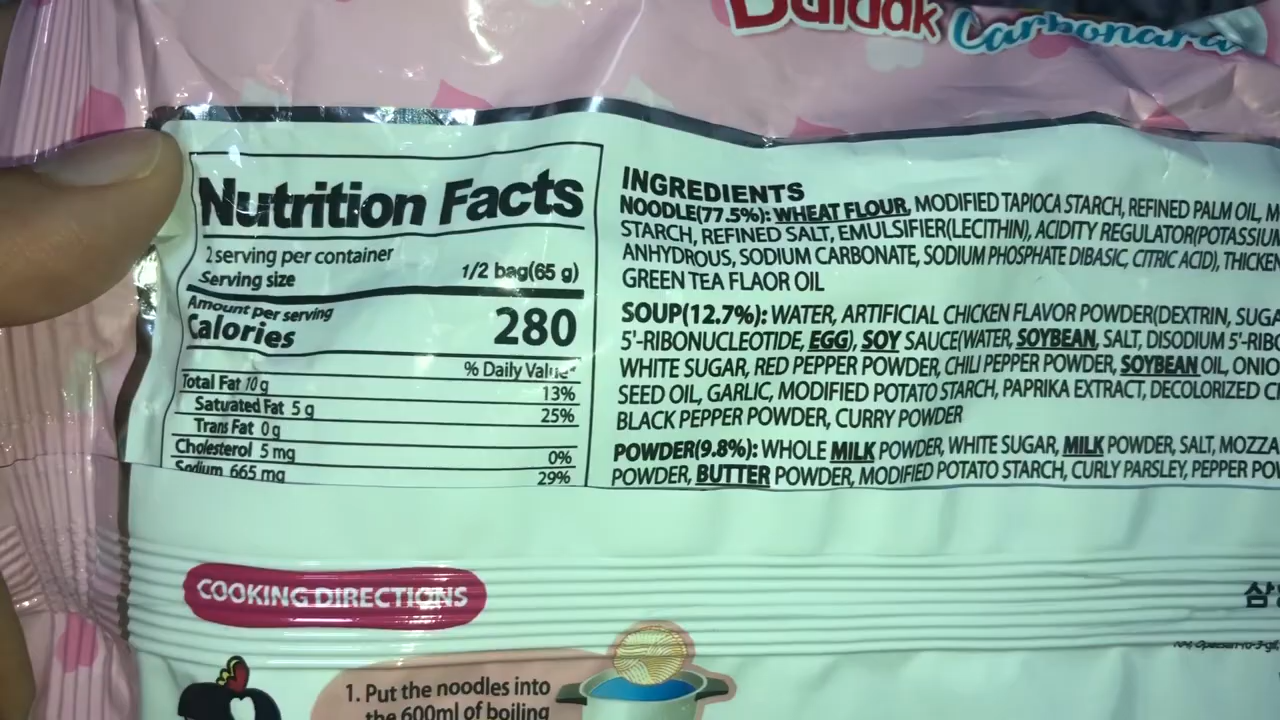 Buldak Carbonara
Nutrition Facts
2 serving per container
Serving size 1/2 bag(65 g)
Amount per serving
Calories 280
% Daily Value*
Total Fat 10 g 13%
Saturated Fat 5 g 25%
Trans Fat 0 g
Cholesterol 5 mg 0%
Sodium 665 mg 29%
INGREDIENTS
NOODLE(77.5%): WHEAT FLOUR, MODIFIED TAPIOCA STARCH, REFINED PALM OIL, M
STARCH, REFINED SALT, EMULSIFIER(LECITHIN), ACIDITY REGULATOR(POTASSIUM
ANHYDROUS, SODIUM CARBONATE, SODIUM PHOSPHATE DIBASIC, CITRIC ACID), THICKEN
GREEN TEA FLAOR OIL
SOUP(12.7%): WATER, ARTIFICIAL CHICKEN FLAVOR POWDER(DEXTRIN, SUGA
5'-RIBONUCLEOTIDE, EGG), SOY SAUCE(WATER, SOYBEAN, SALT, DISODIUM 5'-RIBO
WHITE SUGAR, RED PEPPER POWDER, CHILI PEPPER POWDER, SOYBEAN OIL, ONIO
SEED OIL, GARLIC, MODIFIED POTATO STARCH, PAPRIKA EXTRACT, DECOLORIZED C
BLACK PEPPER POWDER, CURRY POWDER
POWDER(9.8%): WHOLE MILK POWDER, WHITE SUGAR, MILK POWDER, SALT, MOZZA
POWDER, BUTTER POWDER, MODIFIED POTATO STARCH, CURLY PARSLEY, PEPPER PO
COOKING DIRECTIONS
삼
1. Put the noodles into
the 600ml of boiling